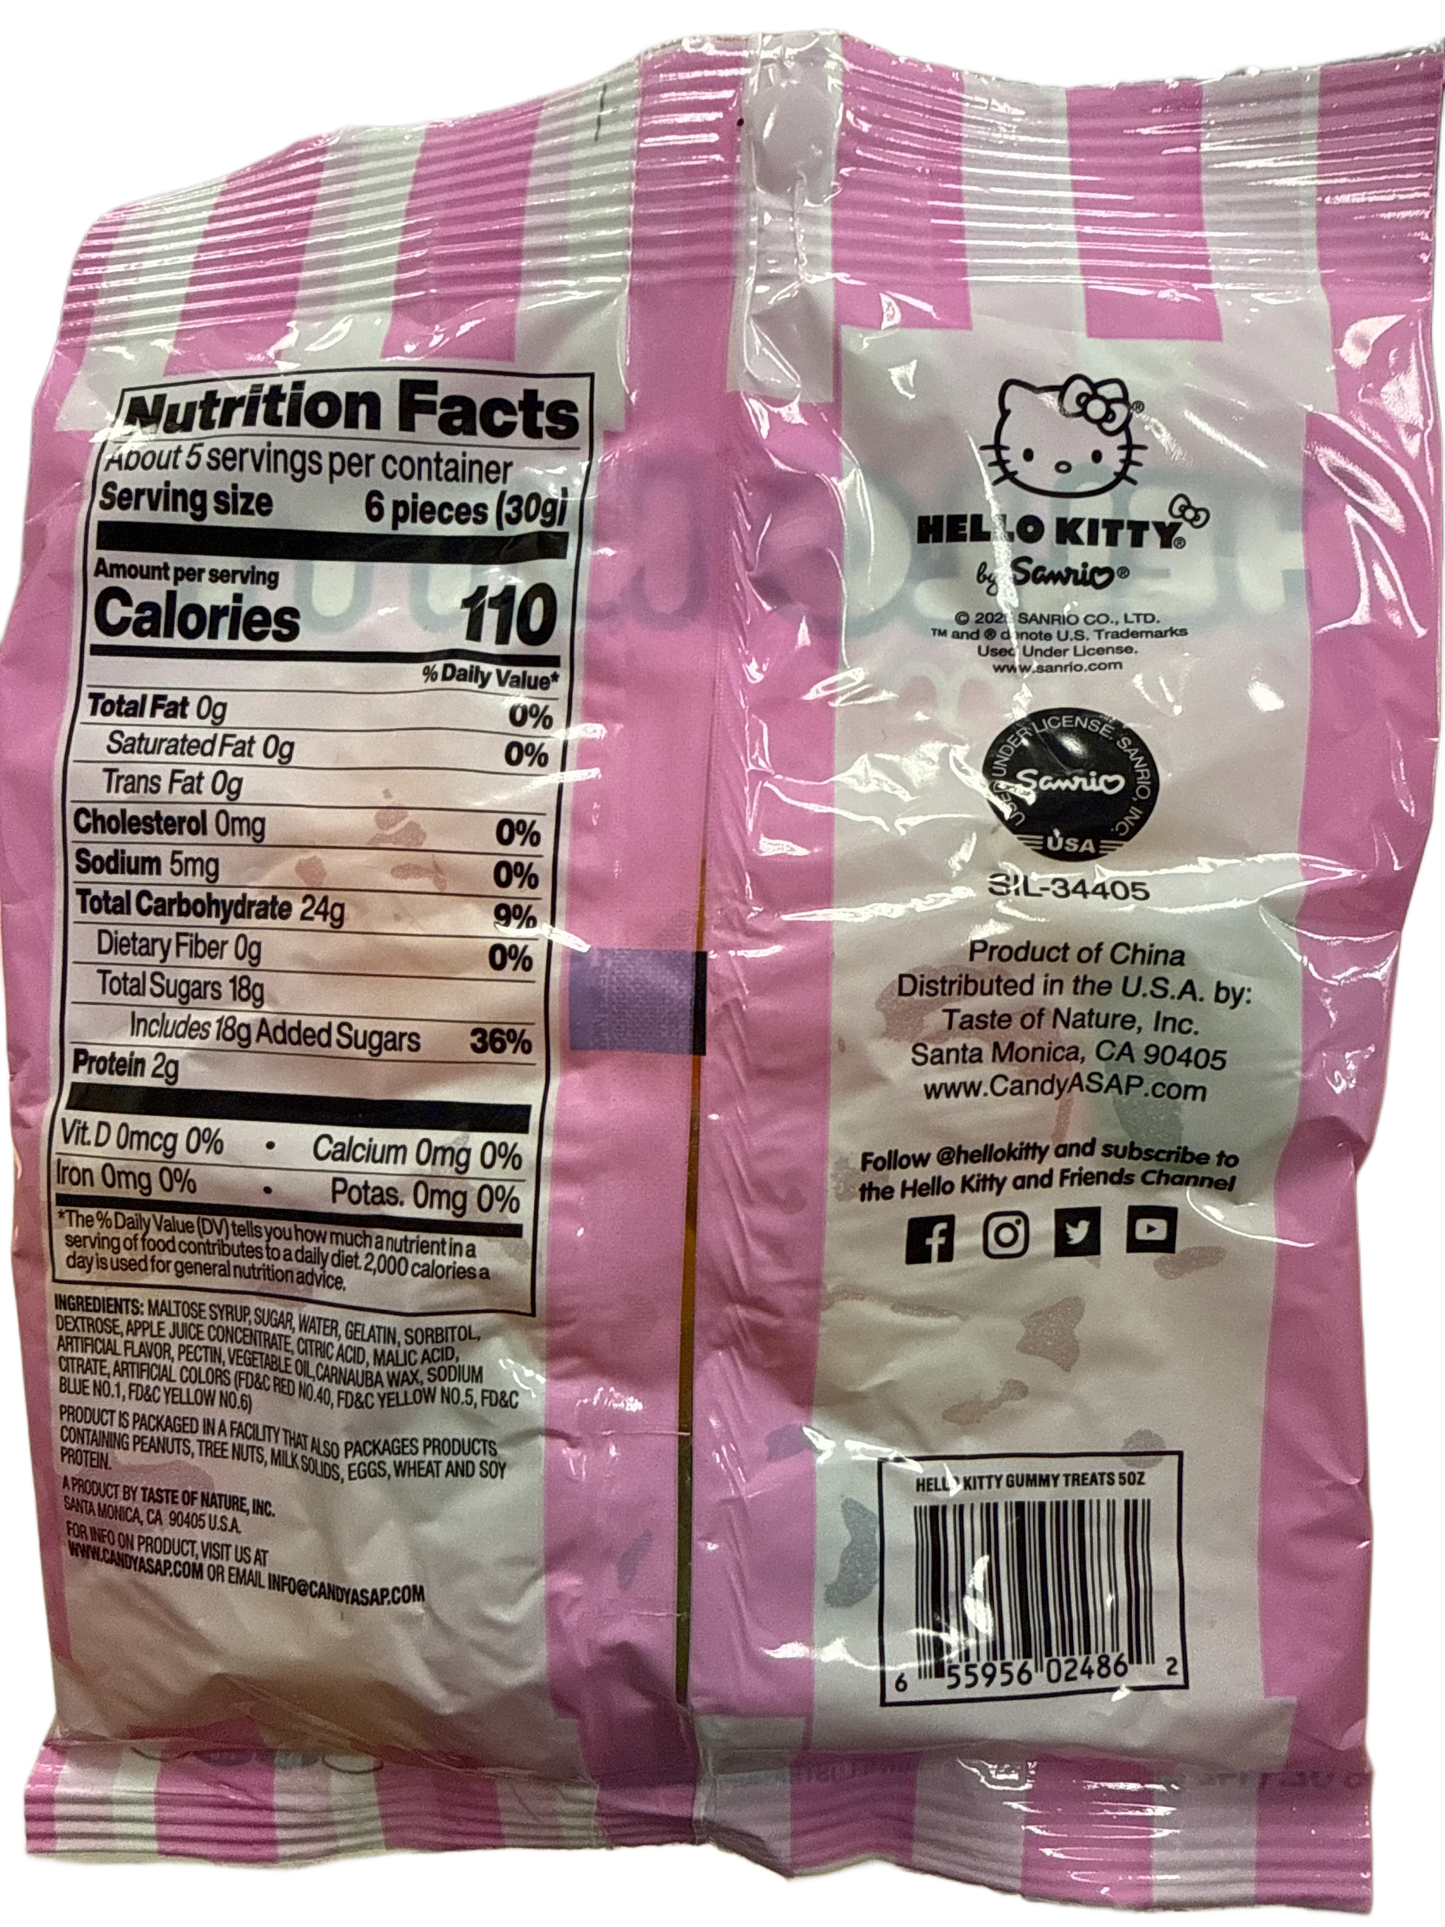 Nutrition Facts
About 5 servings per container
Serving size 6 pieces (30g)
Amount per serving
Calories 110
% Daily Value*
Total Fat 0g 0%
Saturated Fat 0g 0%
Trans Fat 0g
Cholesterol 0mg 0%
Sodium 5mg 0%
Total Carbohydrate 24g 9%
Dietary Fiber 0g 0%
Total Sugars 18g
Includes 18g Added Sugars 36%
Protein 2g
Vit. D 0mcg 0% • Calcium 0mg 0%
Iron 0mg 0% • Potas. 0mg 0%
*The % Daily Value (DV) tells you how much a nutrient in a
serving of food contributes to a daily diet. 2,000 calories a
day is used for general nutrition advice.
INGREDIENTS: MALTOSE SYRUP, SUGAR, WATER, GELATIN, SORBITOL,
DEXTROSE, APPLE JUICE CONCENTRATE, CITRIC ACID, MALIC ACID,
ARTIFICIAL FLAVOR, PECTIN, VEGETABLE OIL, CARNAUBA WAX, SODIUM
CITRATE, ARTIFICIAL COLORS (FD&C RED NO.40, FD&C YELLOW NO.5, FD&C
BLUE NO.1, FD&C YELLOW NO.6)
PRODUCT IS PACKAGED IN A FACILITY THAT ALSO PACKAGES PRODUCTS
CONTAINING PEANUTS, TREE NUTS, MILK SOLIDS, EGGS, WHEAT AND SOY
PROTEIN.
A PRODUCT BY TASTE OF NATURE, INC.
SANTA MONICA, CA 90405 U.S.A.
FOR INFO ON PRODUCT, VISIT US AT
WWW.CANDYASAP.COM OR EMAIL INFO@CANDYASAP.COM
®
HELLO KITTY®
by Sanrio®
© SANRIO CO., LTD.
TM and ® denote U.S. Trademarks
Used Under License.
www.sanrio.com
USED UNDER LICENSE. SANRIO, INC.
Sanrio
USA
SIL-34405
Product of China
Distributed in the U.S.A. by:
Taste of Nature, Inc.
Santa Monica, CA 90405
www.CandyASAP.com
Follow @hellokitty and subscribe to
the Hello Kitty and Friends Channel
HELLO KITTY GUMMY TREATS 5OZ
6 55956 02486 2